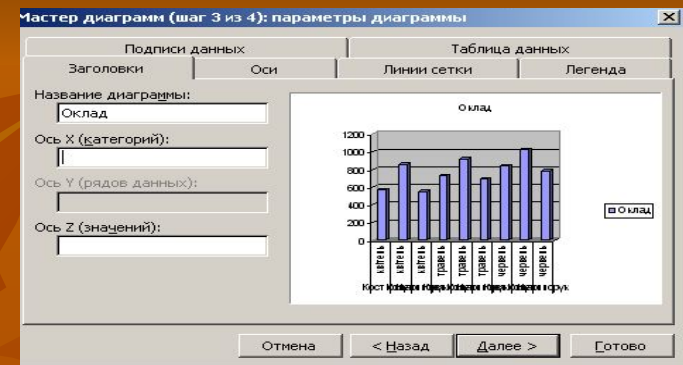 Мастер диаграмм (шаг 3 из 4): параметры диаграммы
Подписи данных
Таблица данных
Заголовки
Оси
Линии сетки
Легенда
Название диаграммы:
Оклад
Ось X (категорий):
Ось Y (рядов данных):
Ось Z (значений):
Оклад
1200
1000
800
600
400
200
0
Оклад
квітень
квітень
квітень
травень
травень
травень
червень
червень
червень
Отмена
< Назад
Далее >
Готово